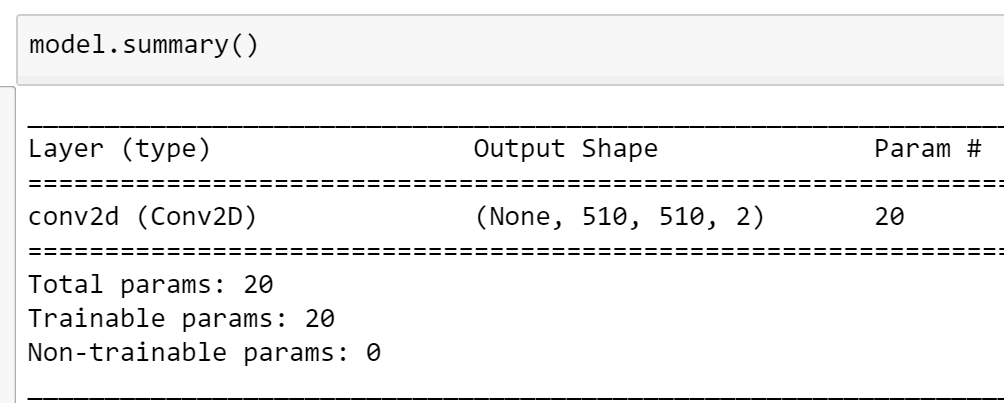 model.summary()
Layer (type) Output Shape Param #
conv2d (Conv2D) (None, 510, 510, 2) 20
Total params: 20
Trainable params: 20
Non-trainable params: 0